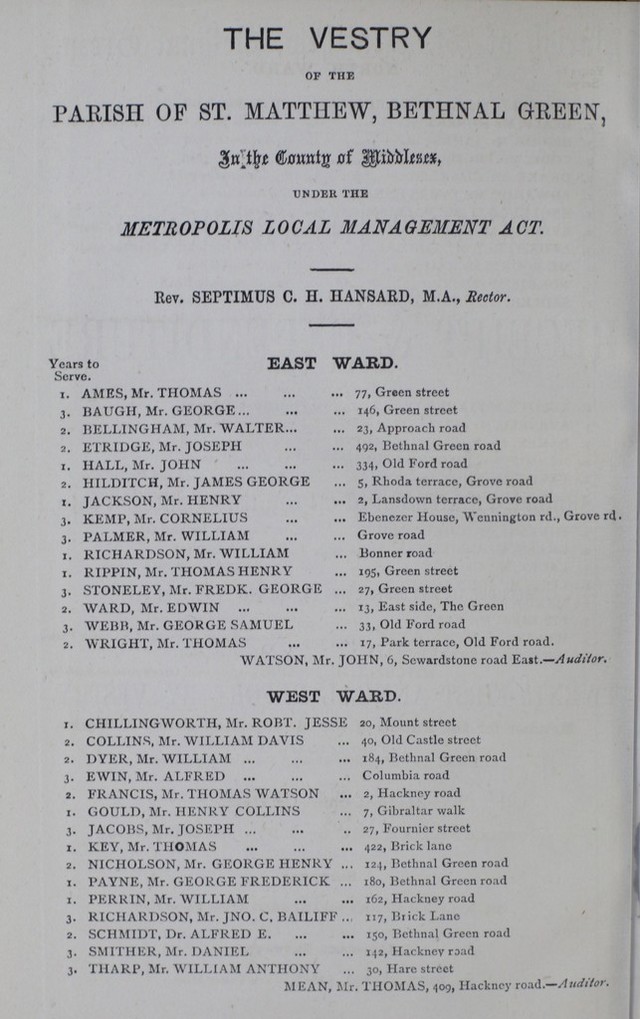 THE VESTRY
OF THE
PARISH OF ST. MATTHEW, BETHNAL GREEN,
In the County of Middlesex,
UNDER THE
METROPOLIS LOCAL MANAGEMENT ACT.
Rev. SEPTIMUS C. H. HANSARD, M.A., Rector.
Years to Serve.
EAST WARD.
1. AMES, Mr. THOMAS ... ... ... 77, Green street
3. BAUGH, Mr. GEORGE... ... ... 146, Green street
2. BELLINGHAM, Mr. WALTER... ... 23, Approach road
2. ETRIDGE, Mr. JOSEPH ... ... 492, Bethnal Green road
1. HALL, Mr. JOHN ... ... ... 334, Old Ford road
2. HILDITCH, Mr. JAMES GEORGE ... 5, Rhoda terrace, Grove road
1. JACKSON, Mr. HENRY ... ... 2, Lansdown terrace, Grove road
3. KEMP, Mr. CORNELIUS ... ... Ebenezer House, Wennington rd., Grove rd.
3. PALMER, Mr. WILLIAM ... ... Grove road
1. RICHARDSON, Mr. WILLIAM ... Bonner road
1. RIPPIN, Mr. THOMAS HENRY ... 195, Green street
3. STONELEY, Mr. FREDK. GEORGE ... 27, Green street
2. WARD, Mr. EDWIN ... ... ... 13, East side, The Green
3. WEBB, Mr. GEORGE SAMUEL ... 33, Old Ford road
2. WRIGHT, Mr. THOMAS ... ... 17, Park terrace, Old Ford road.
WATSON, Mr. JOHN, 6, Sewardstone road East.—Auditor.
WEST WARD.
1. CHILLINGWORTH, Mr. ROBT. JESSE 20, Mount street
2. COLLINS, Mr. WILLIAM DAVIS ... 40, Old Castle street
2. DYER, Mr. WILLIAM ... ... ... 184, Bethnal Green road
3. EWIN, Mr. ALFRED ... ... ... Columbia road
2. FRANCIS, Mr. THOMAS WATSON ... 2, Hackney road
1. GOULD, Mr. HENRY COLLINS ... 7, Gibraltar walk
3. JACOBS, Mr. JOSEPH ... ... .. 27, Fournier street
1. KEY, Mr. THOMAS ... ... ... 422, Brick lane
2. NICHOLSON, Mr. GEORGE HENRY ... 124, Bethnal Green road
1. PAYNE, Mr. GEORGE FREDERICK ... 180, Bethnal Green road
1. PERRIN, Mr. WILLIAM ... ... 162, Hackney road
3. RICHARDSON, Mr. JNO. C. BAILIFF ... 117, Brick Lane
2. SCHMIDT, Dr. ALFRED E. ... ... 150, Bethnal Green road
3. SMITHER, Mr. DANIEL ... ... 142, Hackney road
3. THARP, Mr. WILLIAM ANTHONY ... 30, Hare street
MEAN, Mr. THOMAS, 409, Hackney road.—Auditor.